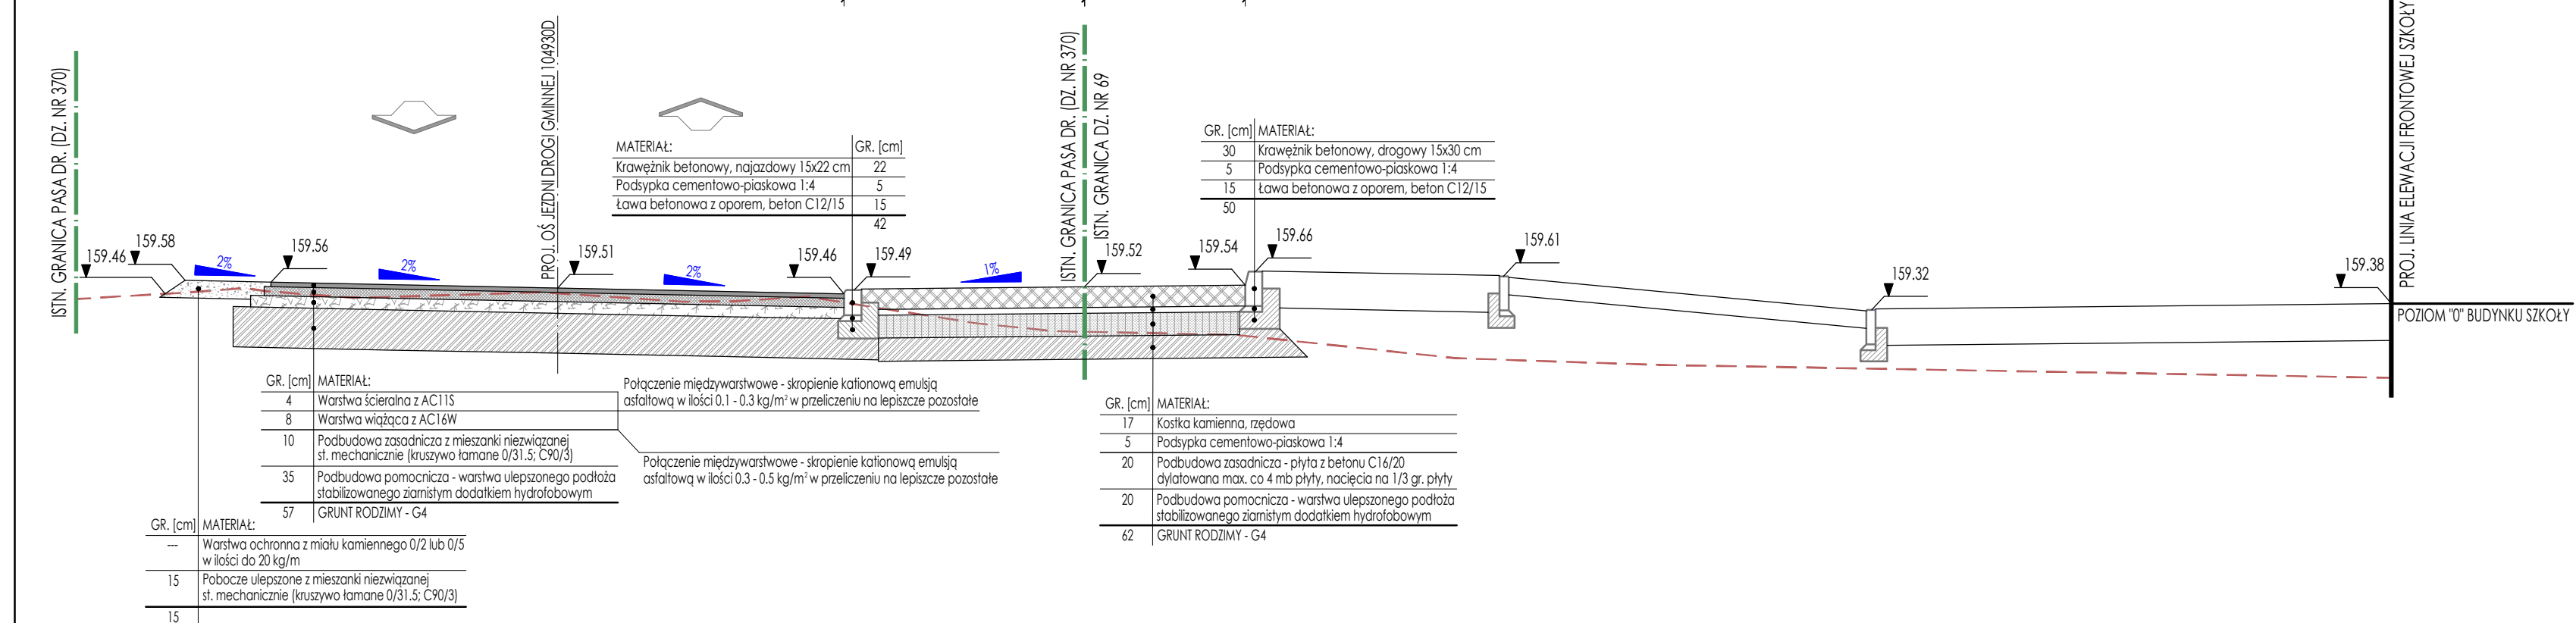 ISTN. GRANICA PASA DR. (DZ. NR 370)
PROJ. OŚ JEZDNI DROGI GMINNEJ 104930D
ISTN. GRANICA PASA DR. (DZ. NR 370)
ISTN. GRANICA DZ. NR 69
PROJ. LINIA ELEWACJI FRONTOWEJ SZKOŁY
POZIOM "0" BUDYNKU SZKOŁY
MATERIAŁ: GR. [cm]
Krawężnik betonowy, najazdowy 15x22 cm 22
Podsypka cementowo-piaskowa 1:4 5
Ława betonowa z oporem, beton C12/15 15
42
GR. [cm] MATERIAŁ:
30 Krawężnik betonowy, drogowy 15x30 cm
5 Podsypka cementowo-piaskowa 1:4
15 Ława betonowa z oporem, beton C12/15
50
159.46
159.58
2%
159.56
2%
159.51
2%
159.46
159.49
1%
159.52
159.54
159.66
159.61
159.32
159.38
GR. [cm] MATERIAŁ:
4 Warstwa ścieralna z AC11S
8 Warstwa wiążąca z AC16W
10 Podbudowa zasadnicza z mieszanki niezwiązanej
st. mechanicznie (kruszywo łamane 0/31.5; C90/3)
35 Podbudowa pomocnicza - warstwa ulepszonego podłoża
stabilizowanego ziarnistym dodatkiem hydrofobowym
57 GRUNT RODZIMY - G4
Połączenie międzywarstwowe - skropienie kationową emulsją
asfaltową w ilości 0.1 - 0.3 kg/m² w przeliczeniu na lepiszcze pozostałe
Połączenie międzywarstwowe - skropienie kationową emulsją
asfaltową w ilości 0.3 - 0.5 kg/m² w przeliczeniu na lepiszcze pozostałe
GR. [cm] MATERIAŁ:
17 Kostka kamienna, rzędowa
5 Podsypka cementowo-piaskowa 1:4
20 Podbudowa zasadnicza - płyta z betonu C16/20
dylatowana max. co 4 mb płyty, nacięcia na 1/3 gr. płyty
20 Podbudowa pomocnicza - warstwa ulepszonego podłoża
stabilizowanego ziarnistym dodatkiem hydrofobowym
62 GRUNT RODZIMY - G4
GR. [cm] MATERIAŁ:
--- Warstwa ochronna z miału kamiennego 0/2 lub 0/5
w ilości do 20 kg/m
15 Pobocze ulepszone z mieszanki niezwiązanej
st. mechanicznie (kruszywo łamane 0/31.5; C90/3)
15